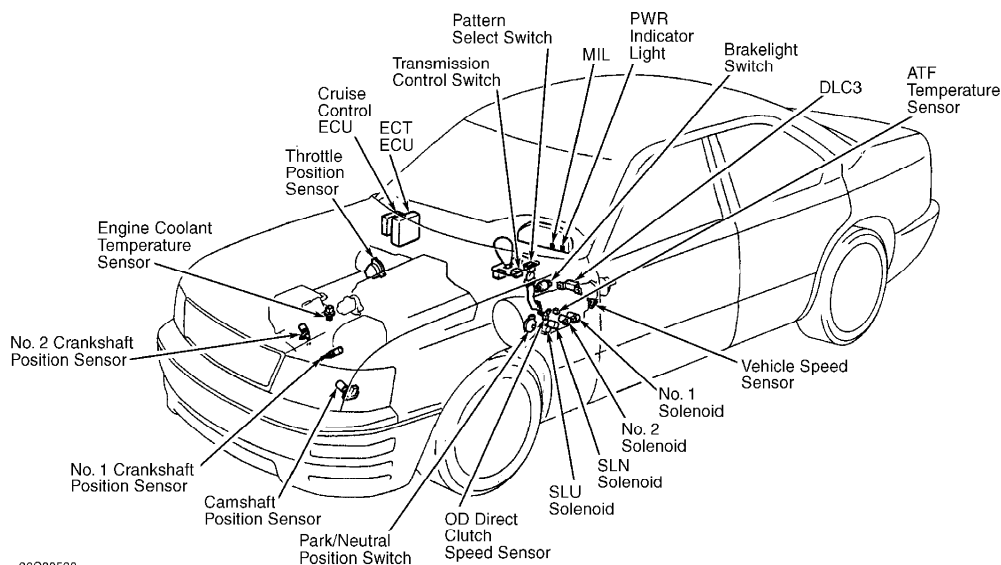 Pattern
Select Switch
PWR
Indicator
Light
MIL
Brakelight
Switch
ATF
Temperature
Sensor
DLC3
Transmission
Control Switch
Cruise
Control
ECU
ECT
ECU
Throttle
Position
Sensor
Engine Coolant
Temperature
Sensor
No. 2 Crankshaft
Position Sensor
Vehicle Speed
Sensor
No. 1
Solenoid
No. 2
Solenoid
SLN
Solenoid
SLU
Solenoid
No. 1 Crankshaft
Position Sensor
Camshaft
Position Sensor
Park/Neutral
Position Switch
OD Direct
Clutch
Speed Sensor